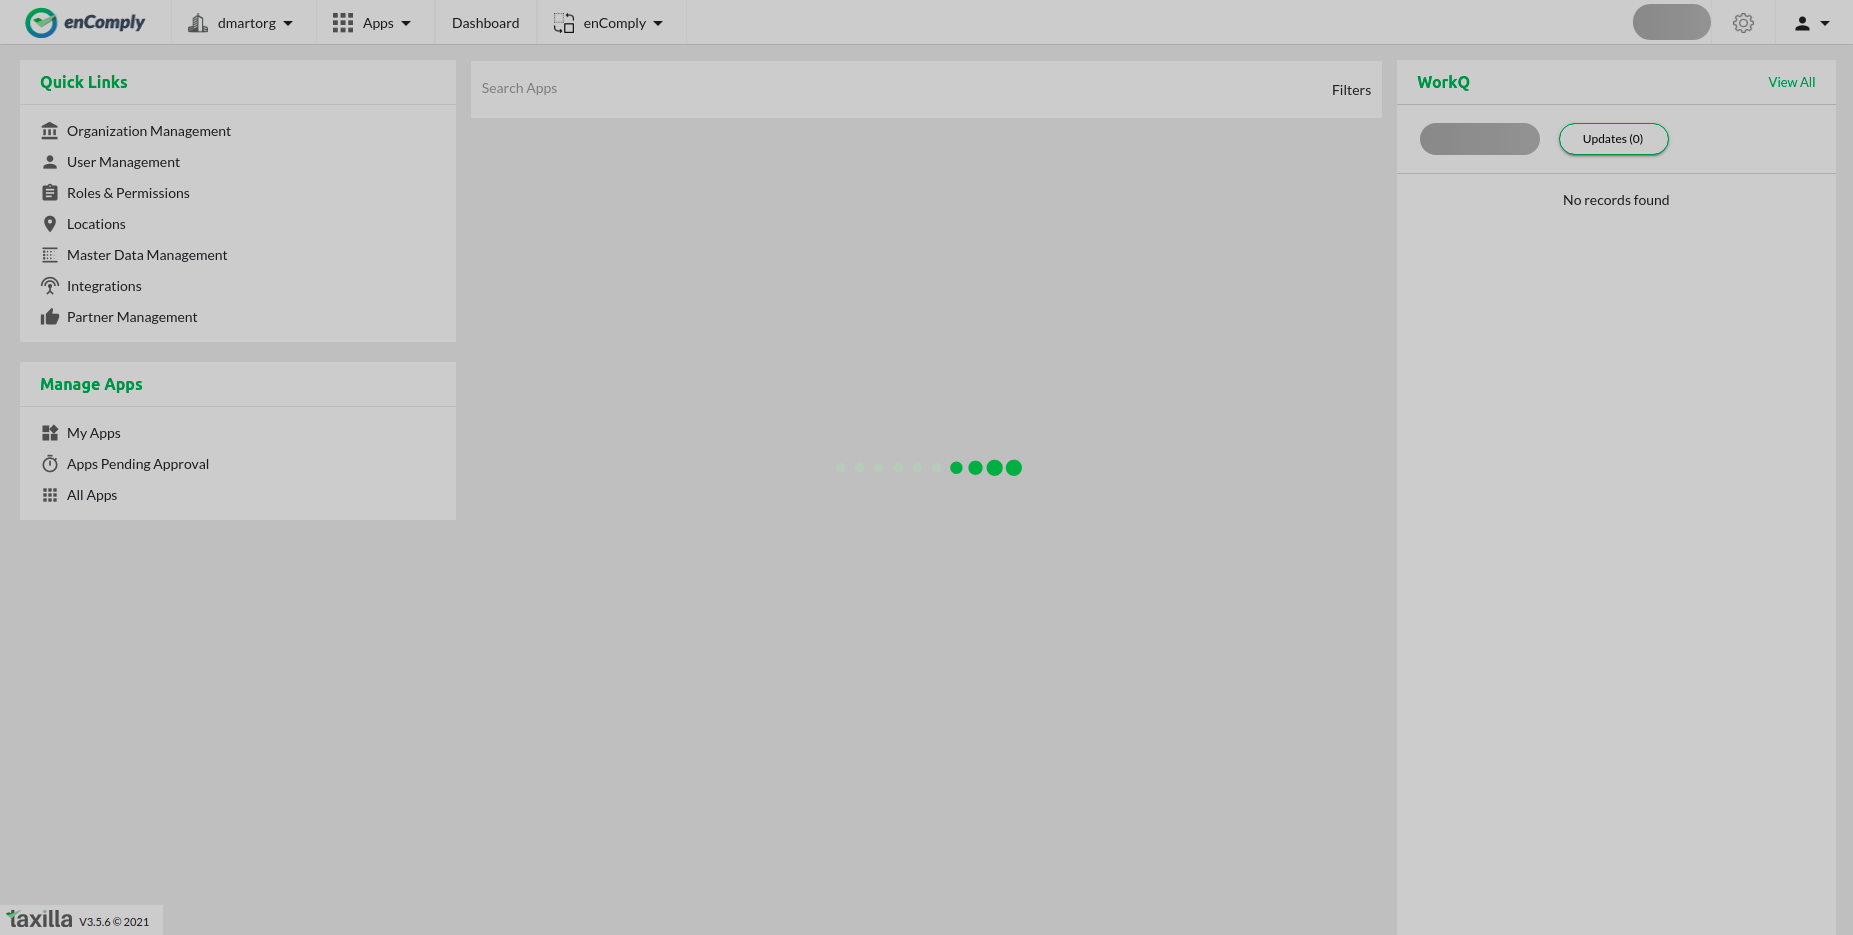 enComply
dmartorg
Apps
Dashboard
enComply
Quick Links
Organization Management
User Management
Roles & Permissions
Locations
Master Data Management
Integrations
Partner Management
Manage Apps
My Apps
Apps Pending Approval
All Apps
Search Apps
Filters
WorkQ
View All
Updates (0)
No records found
taxilla V3.5.6 © 2021